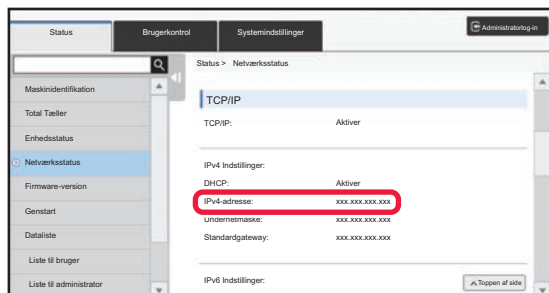 Status
Brugerkontrol
Systemindstillinger
Administratorlog-in
Status > Netværksstatus
Maskinidentifikation
Total Tæller
Enhedsstatus
Netværksstatus
Firmware-version
Genstart
Dataliste
Liste til bruger
Liste til administrator
TCP/IP
TCP/IP: Aktiver
IPv4 Indstillinger:
DHCP: Aktiver
IPv4-adresse: xxx.xxx.xxx.xxx
Undernetmaske: xxx.xxx.xxx.xxx
Standardgateway: xxx.xxx.xxx.xxx
IPv6 Indstillinger:
Toppen af side